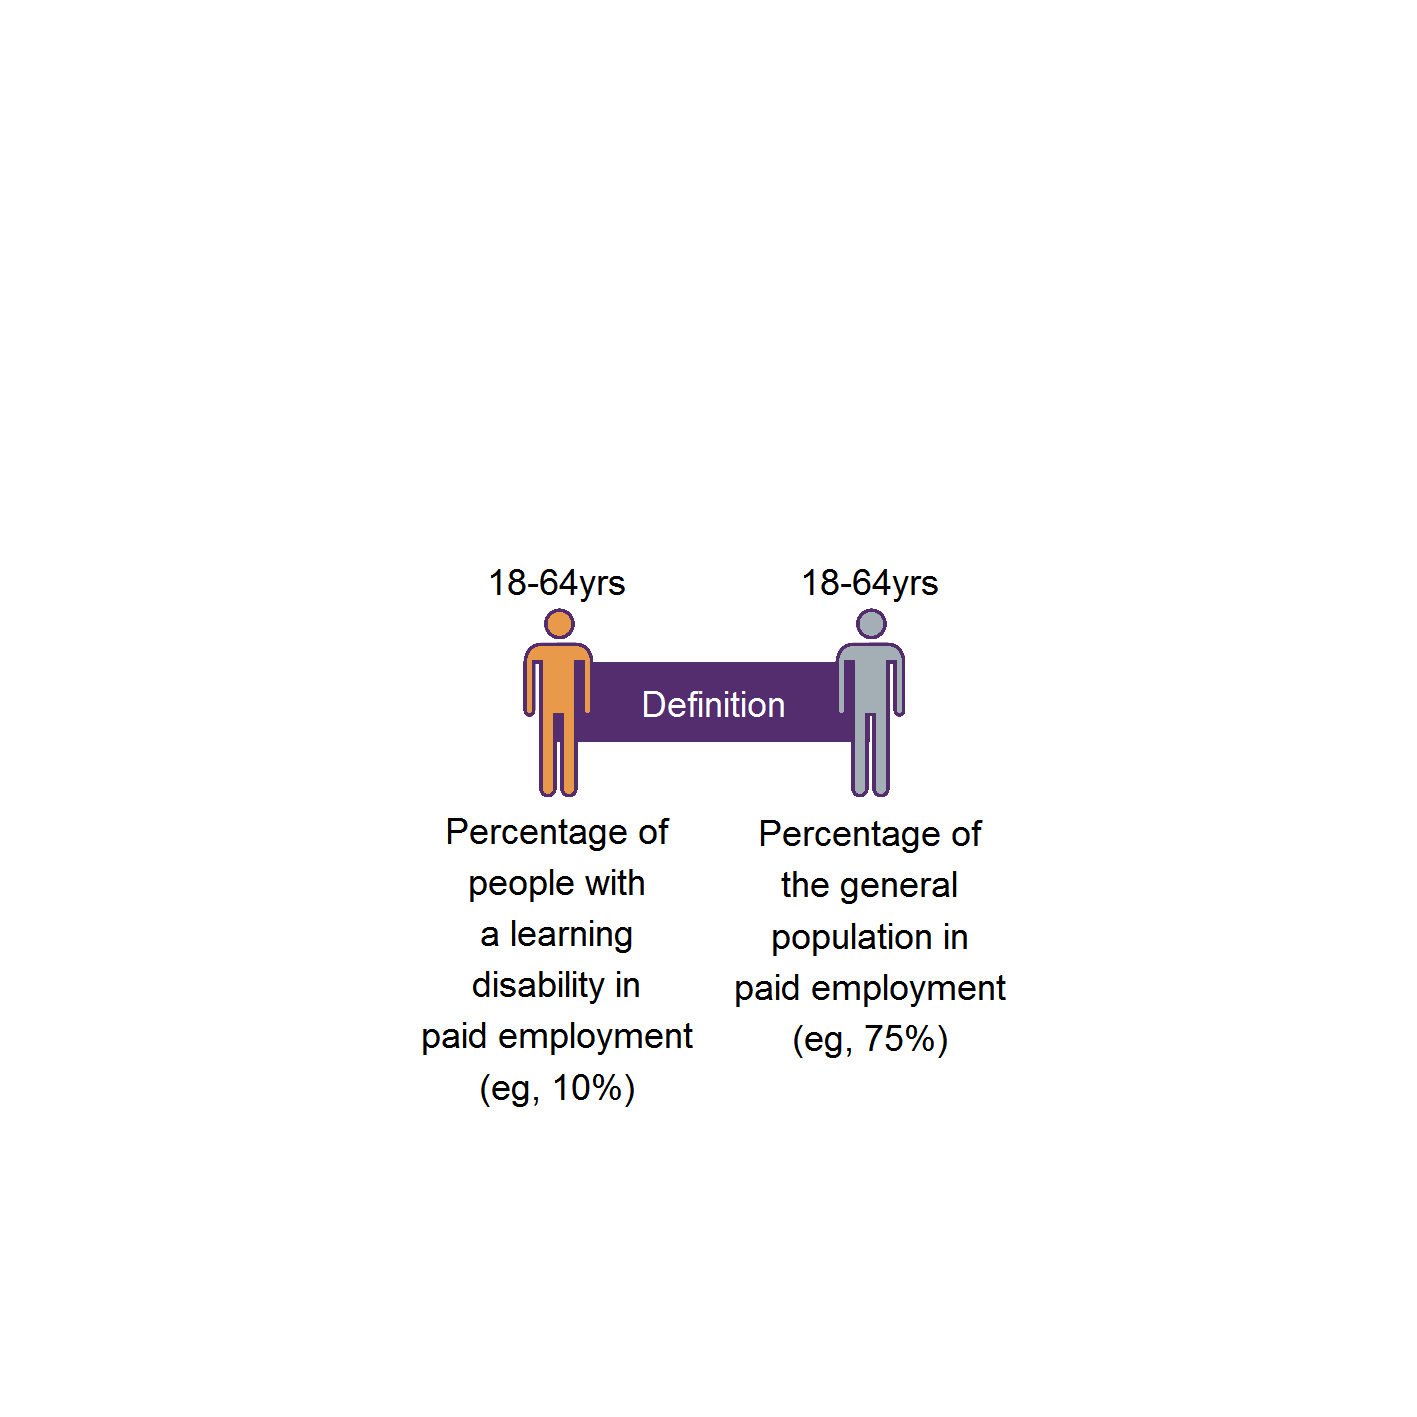 18-64yrs
18-64yrs
Definition
Percentage of
people with
a learning
disability in
paid employment
(eg, 10%)
Percentage of
the general
population in
paid employment
(eg, 75%)